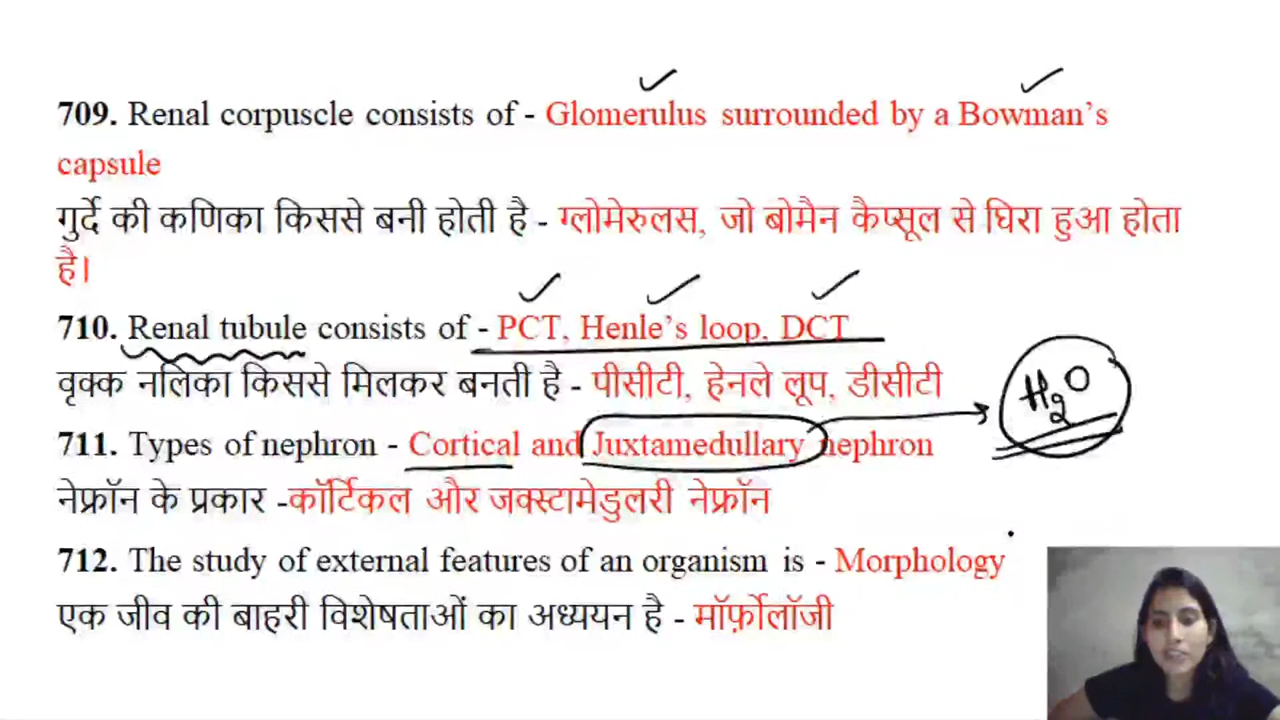 709. Renal corpuscle consists of - Glomerulus surrounded by a Bowman's
capsule
गुर्दे की कणिका किससे बनी होती है - ग्लोमेरुलस, जो बोमैन कैप्सूल से घिरा हुआ होता
है।
710. Renal tubule consists of - PCT, Henle's loop, DCT
वृक्क नलिका किससे मिलकर बनती है - पीसीटी, हेनले लूप, डीसीटी
H2O
711. Types of nephron - Cortical and Juxtamedullary nephron
नेफ्रॉन के प्रकार -कॉर्टिकल और जक्स्टामेडुलरी नेफ्रॉन
712. The study of external features of an organism is - Morphology
एक जीव की बाहरी विशेषताओं का अध्ययन है - मॉर्फ़ोलॉजी